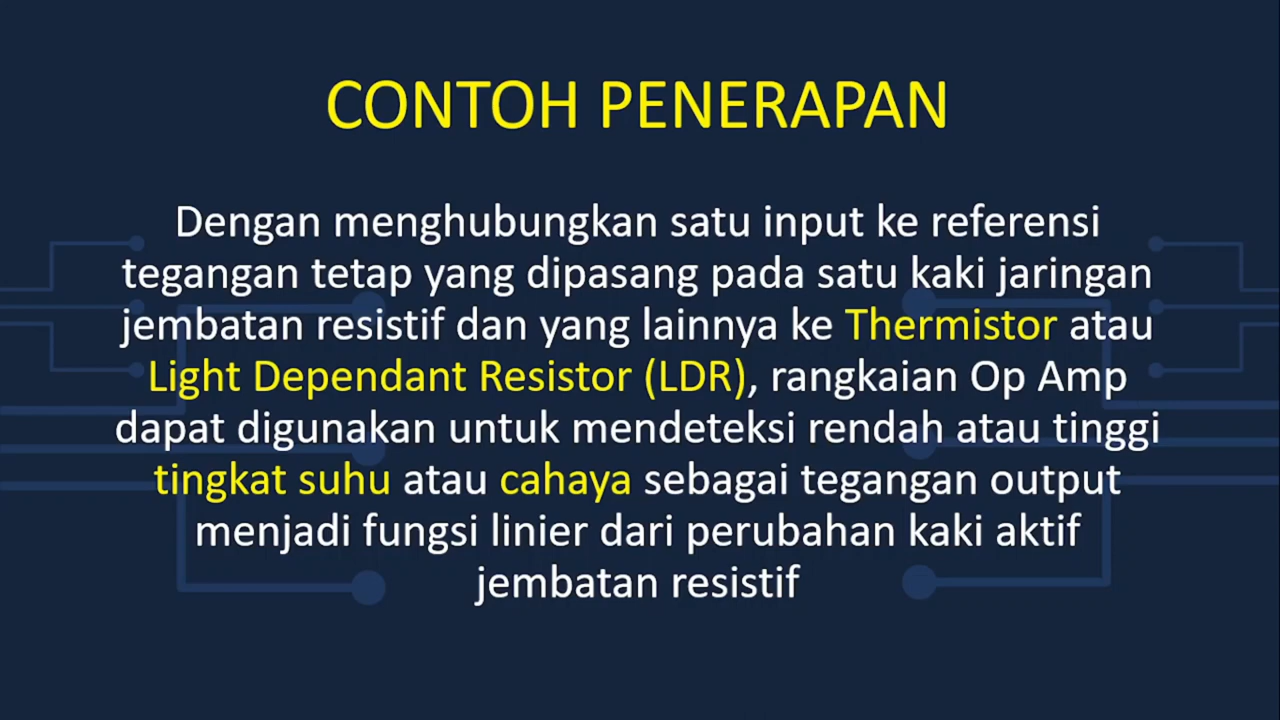 CONTOH PENERAPAN
Dengan menghubungkan satu input ke referensi
tegangan tetap yang dipasang pada satu kaki jaringan
jembatan resistif dan yang lainnya ke Thermistor atau
Light Dependant Resistor (LDR), rangkaian Op Amp
dapat digunakan untuk mendeteksi rendah atau tinggi
tingkat suhu atau cahaya sebagai tegangan output
menjadi fungsi linier dari perubahan kaki aktif
jembatan resistif